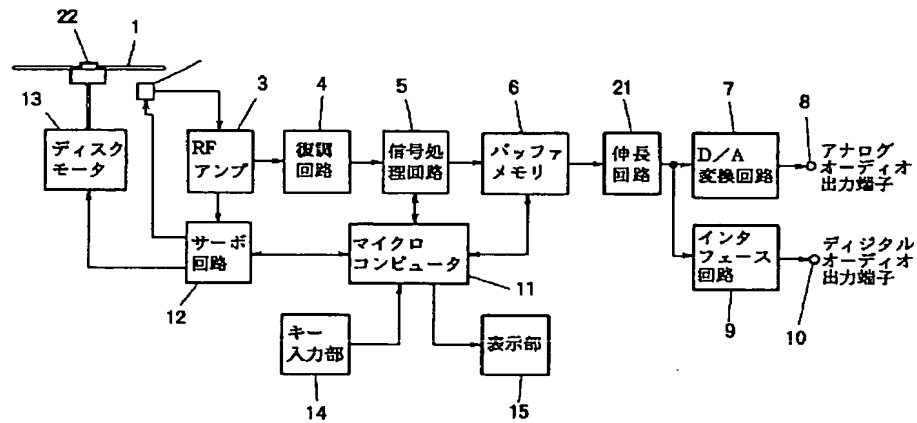 22
1
13
3
4
5
6
21
7
8
ディスク
モータ
RF
アンプ
復調
回路
信号処
理回路
バッファ
メモリ
伸長
回路
D/A
変換回路
アナログ
オーディオ
出力端子
サーボ
回路
マイクロ
コンピュータ
インタ
フェース
回路
ディジタル
オーディオ
出力端子
12
11
9
10
キー
入力部
表示部
14
15